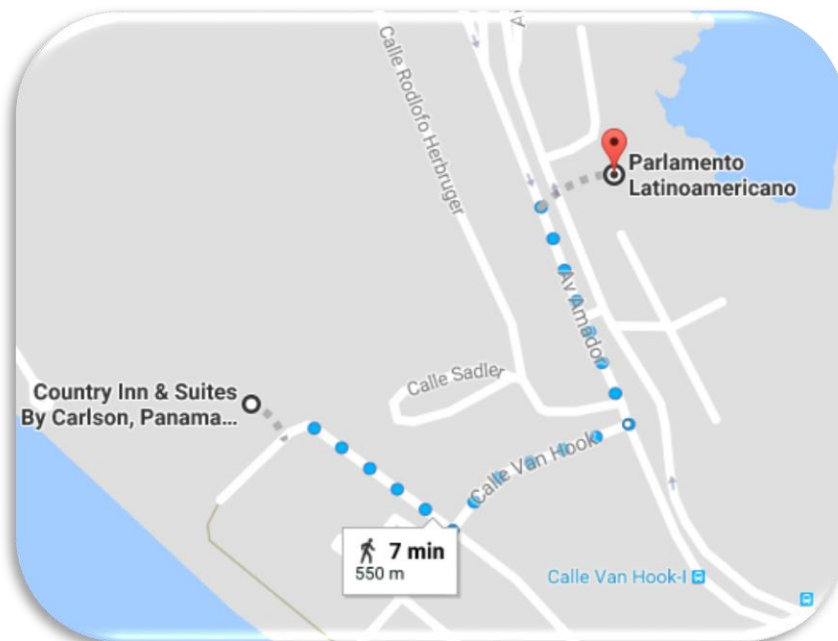 Calle Rodlofo Herbruger
Parlamento
Latinoamericano
Av Amador
Calle Sadler
Country Inn & Suites
By Carlson, Panama...
Calle Van Hook
7 min
550 m
Calle Van Hook-I